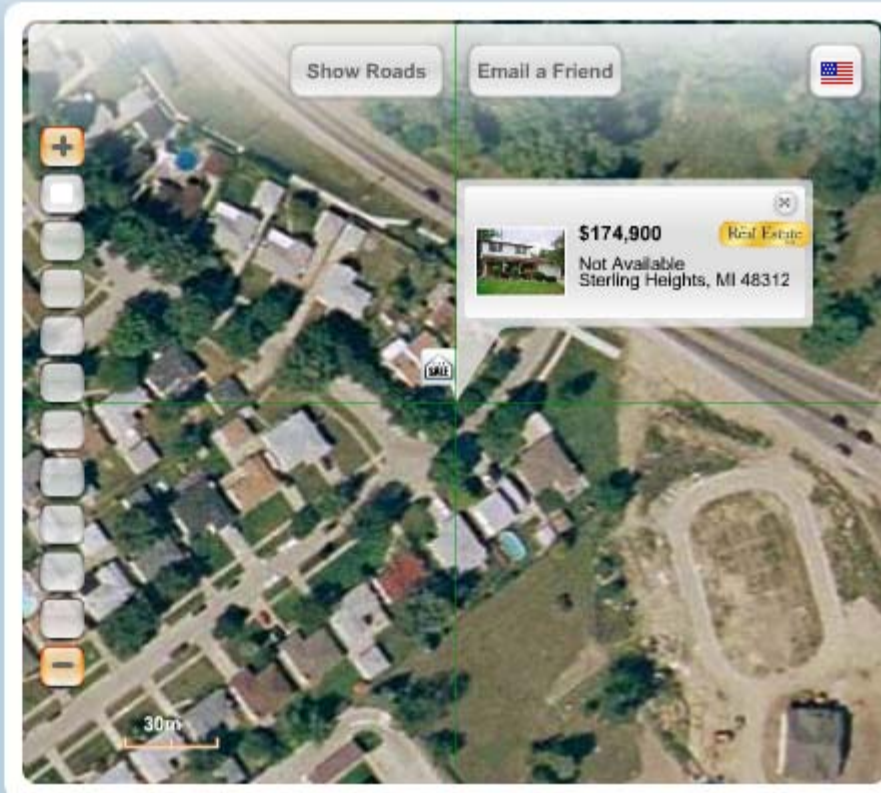 Show Roads
Email a Friend
$174,900
Real Estate
Not Available
Sterling Heights, MI 48312
SALE
30m